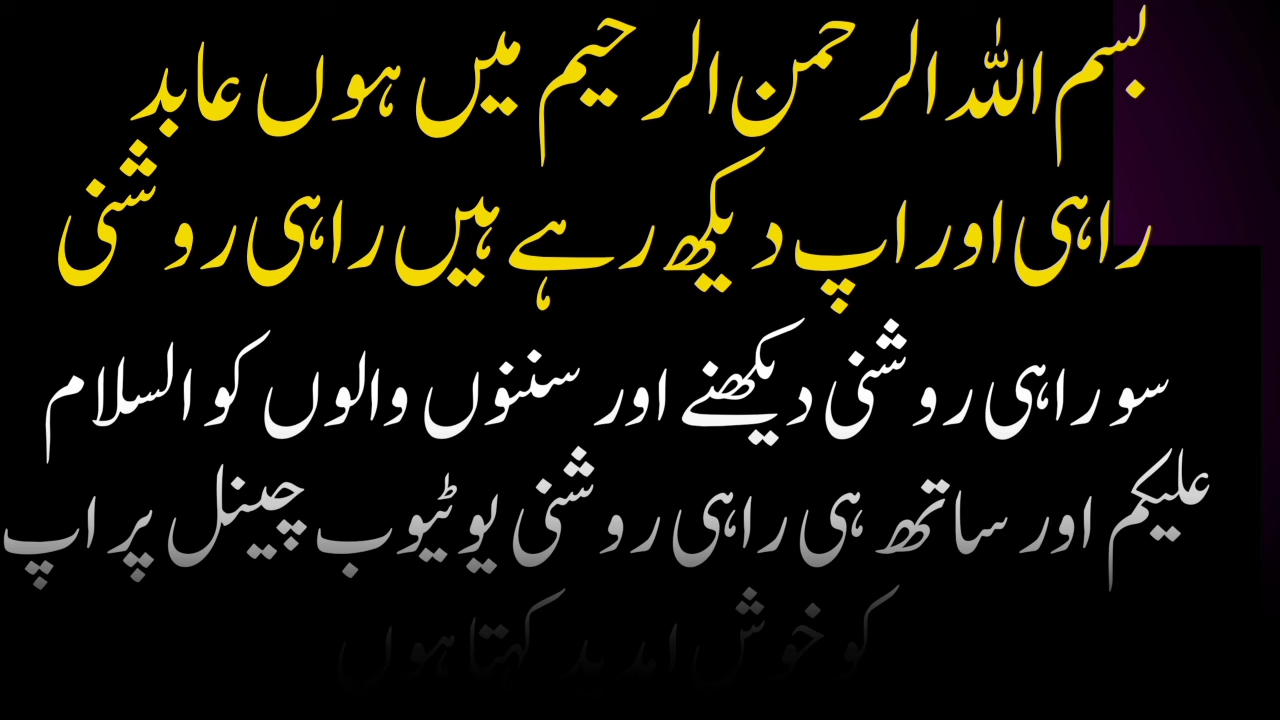 بسم اللہ الرحمن الرحیم میں ہوں عابد
راہی اور اپ دیکھ رہے ہیں راہی روشنی
سو راہی روشنی دیکھنے اور سننوں والوں کو السلام
علیکم اور ساتھ ہی راہی روشنی یوٹیوب چینل پر اپ
کو خوش امدید کہتا ہوں